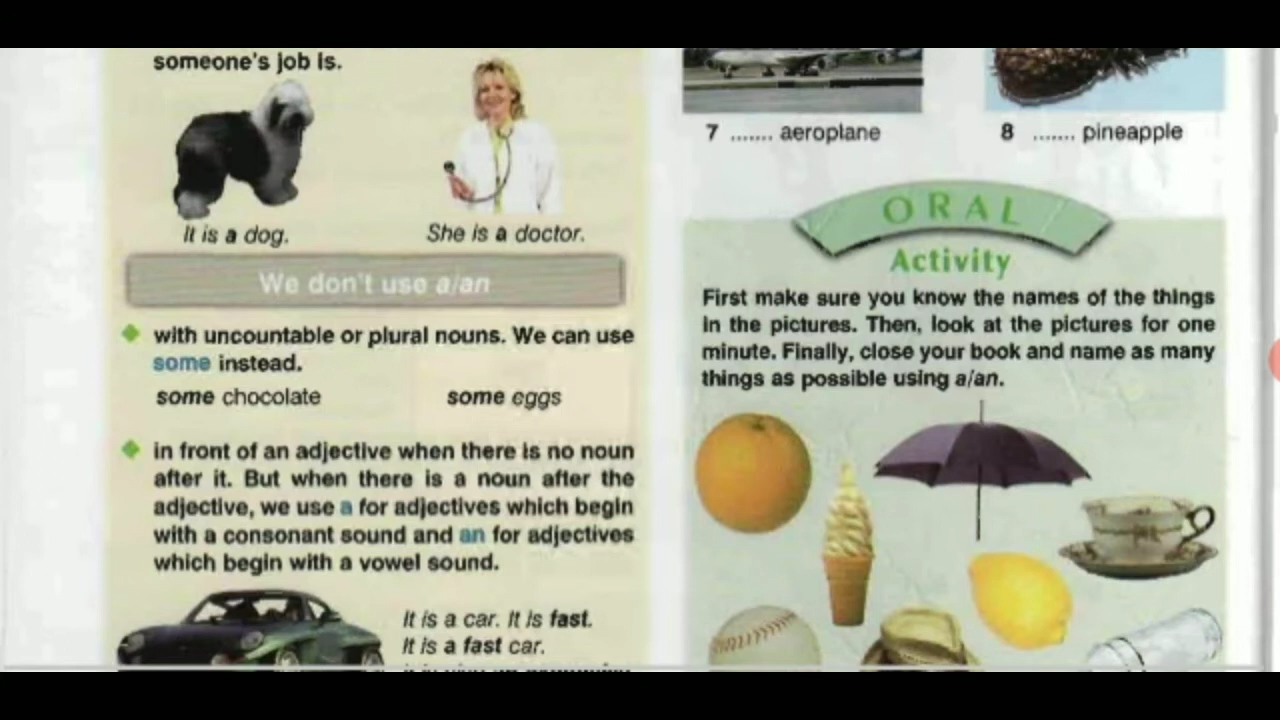 someone's job is.
It is a dog.
She is a doctor.
We don't use a/an
with uncountable or plural nouns. We can use
some instead.
some chocolate
some eggs
in front of an adjective when there is no noun
after it. But when there is a noun after the
adjective, we use a for adjectives which begin
with a consonant sound and an for adjectives
which begin with a vowel sound.
It is a car. It is fast.
It is a fast car.
7 ....... aeroplane
8 ....... pineapple
ORAL
Activity
First make sure you know the names of the things
in the pictures. Then, look at the pictures for one
minute. Finally, close your book and name as many
things as possible using a/an.